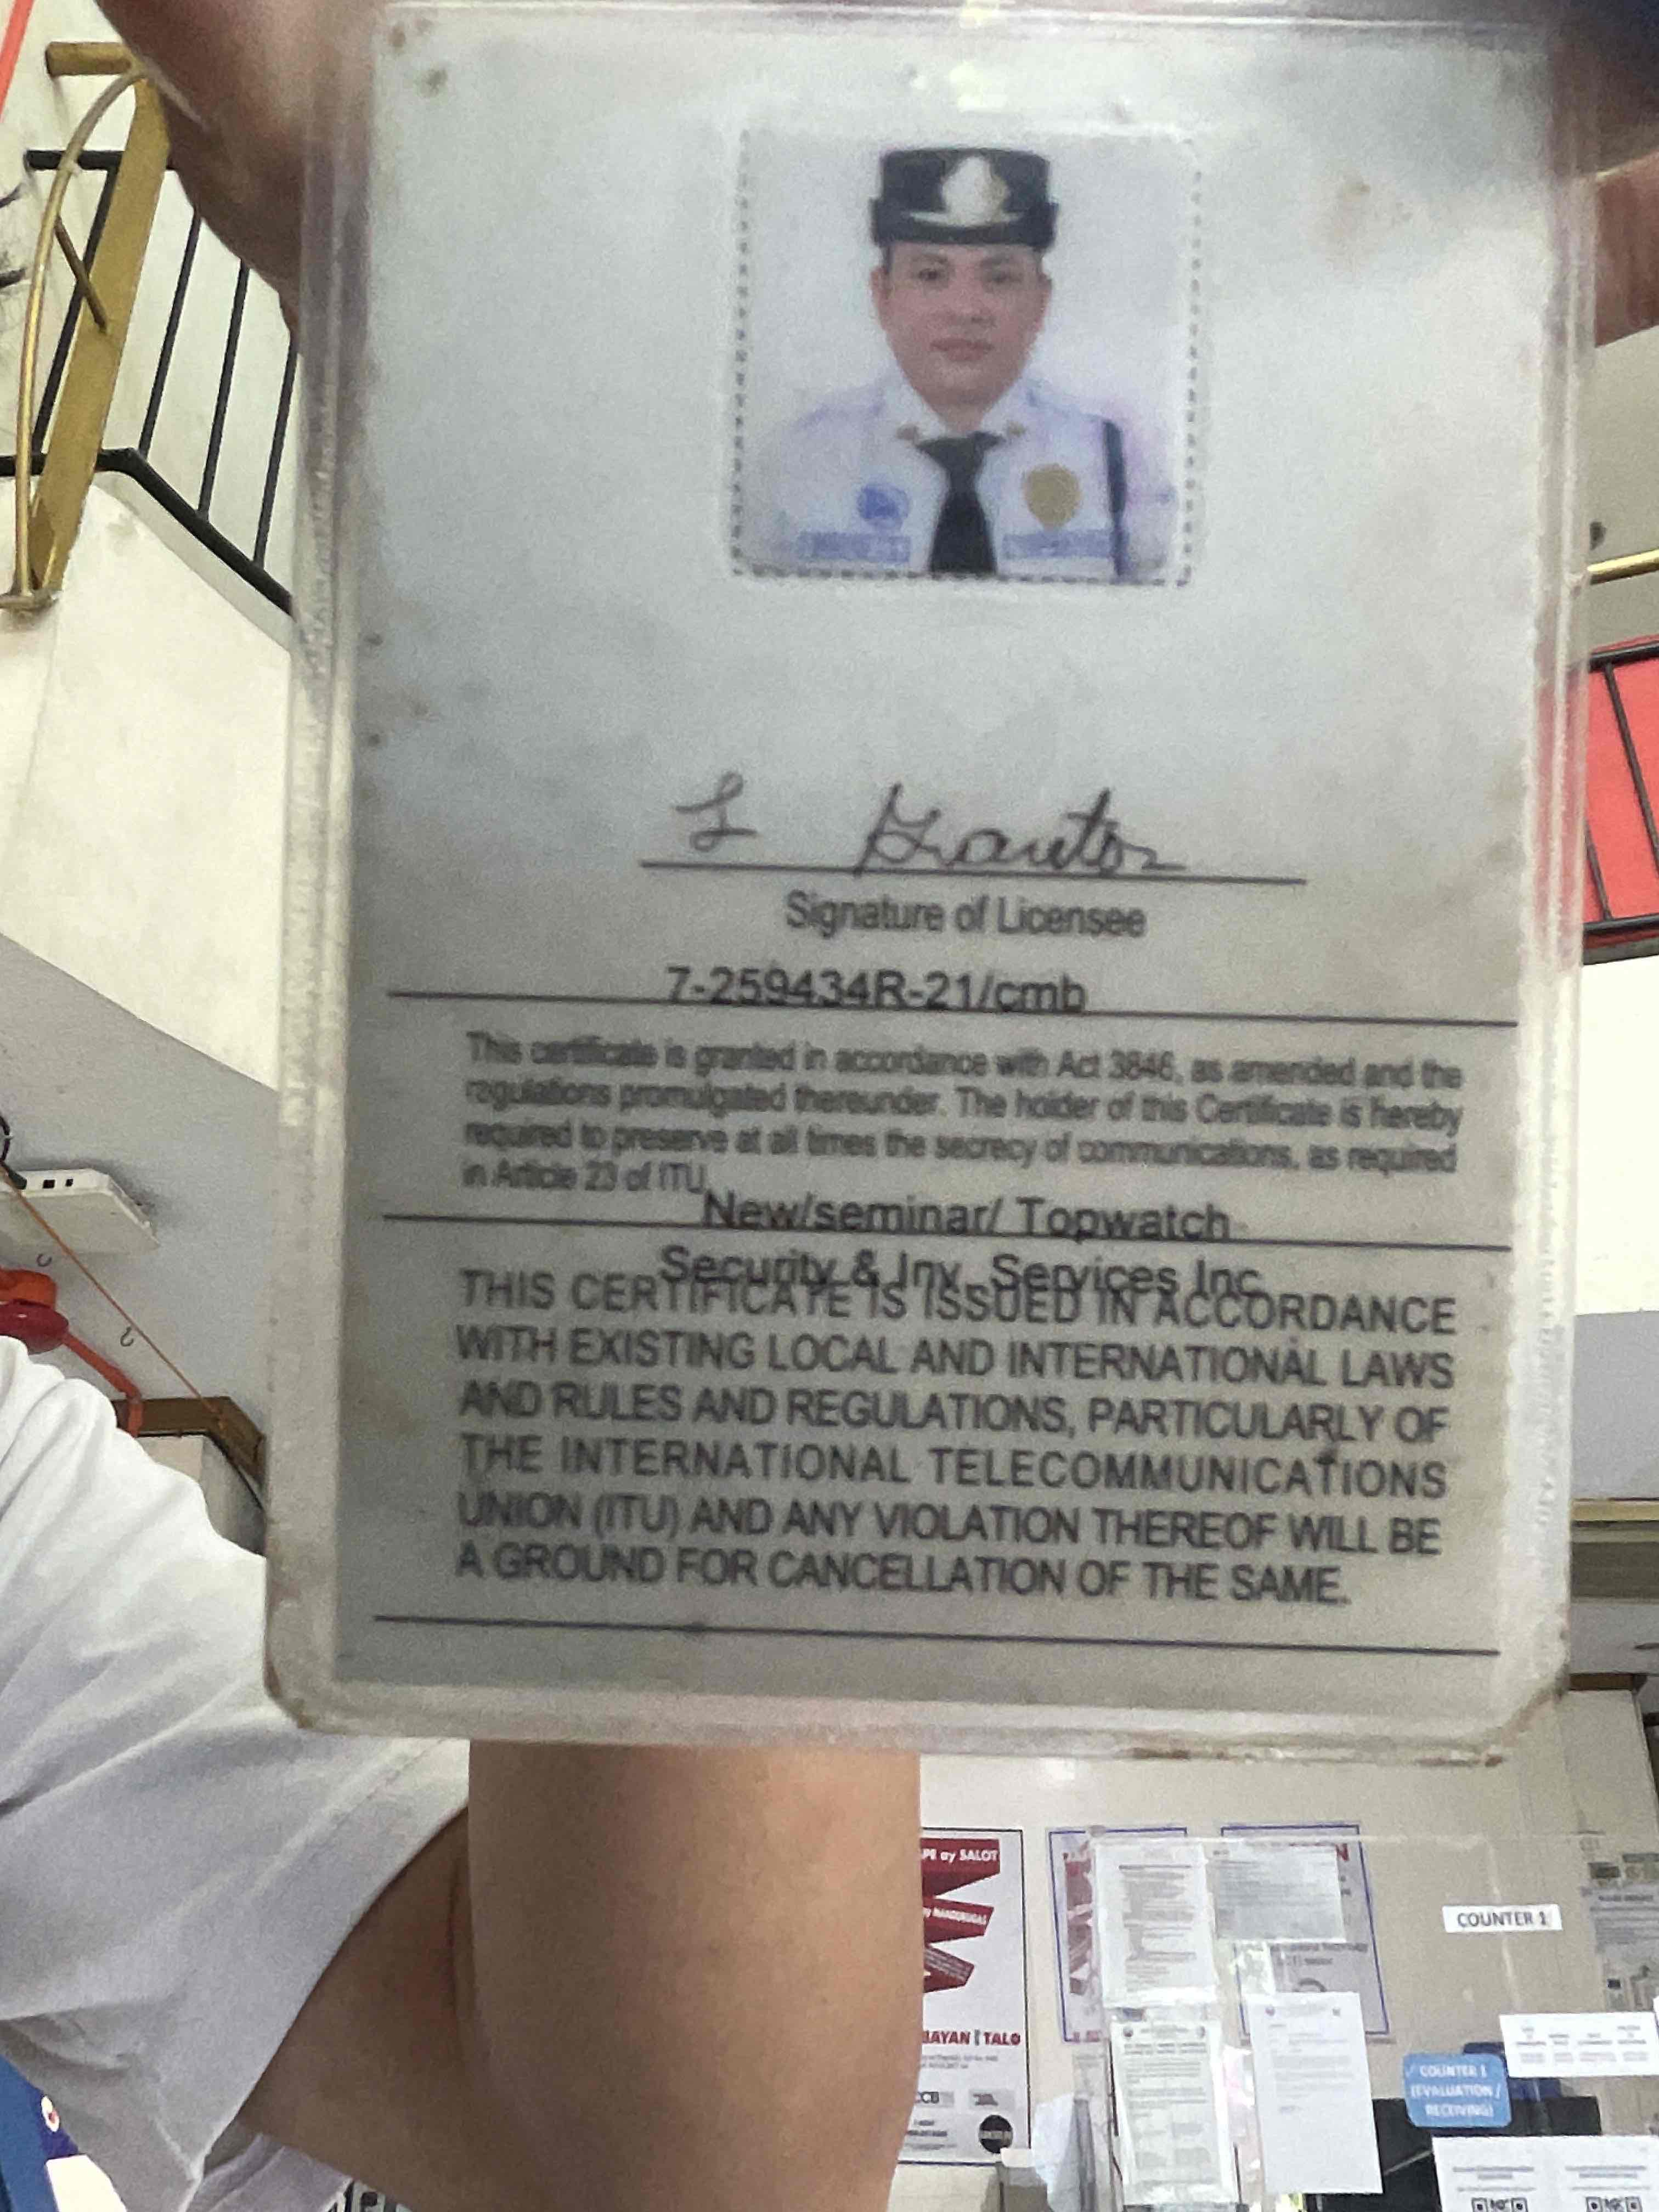 Signature of Licensee
7-259434R-21/cmb
This certificate is granted in accordance with Act 3846, as amended and the
regulations promulgated thereunder. The holder of this Certificate is hereby
required to preserve at all times the secrecy of communications, as required
in Article 23 of ITU.
New/seminar/ Topwatch
Security & Inv. Services Inc.
THIS CERTIFICATE IS ISSUED IN ACCORDANCE
WITH EXISTING LOCAL AND INTERNATIONAL LAWS
AND RULES AND REGULATIONS, PARTICULARLY OF
THE INTERNATIONAL TELECOMMUNICATIONS
UNION (ITU) AND ANY VIOLATION THEREOF WILL BE
A GROUND FOR CANCELLATION OF THE SAME.
ay SALOT
BAYAN TALO
COUNTER 1
COUNTER 1
(EVALUATION /
RECEIVING)